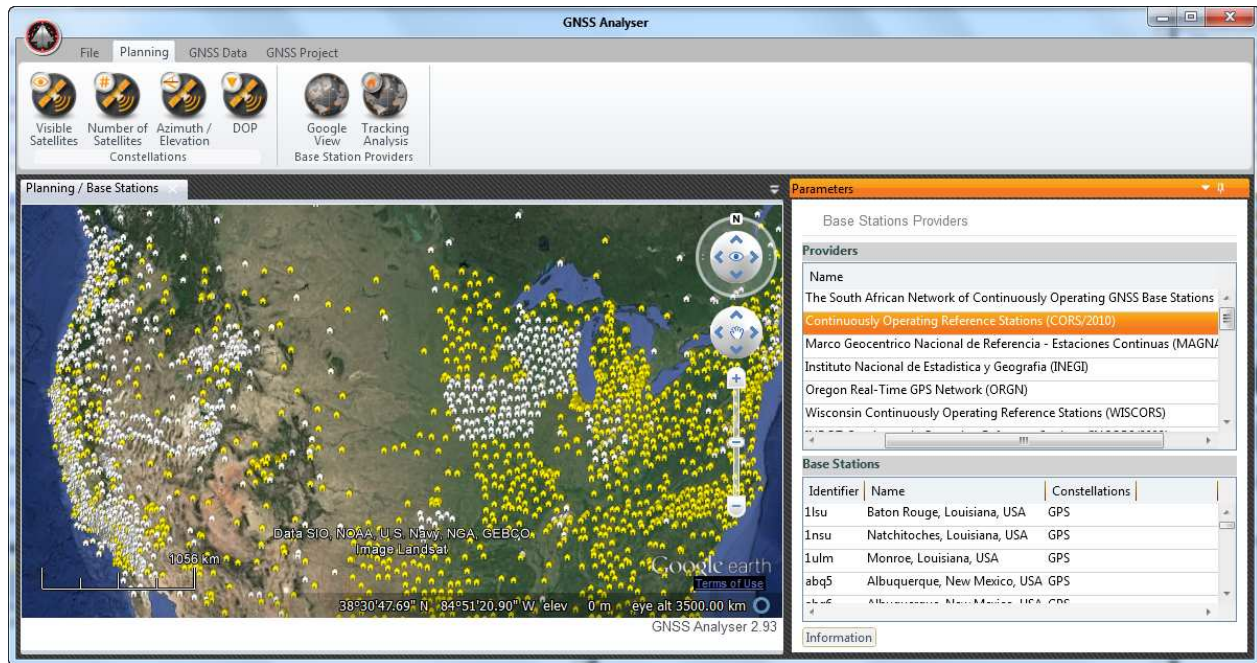 GNSS Analyser
File Planning GNSS Data GNSS Project
Visible Satellites
Number of Satellites
Azimuth / Elevation
DOP
Google View
Tracking Analysis
Constellations
Base Station Providers
Planning / Base Stations
N
Data SIO, NOAA, U.S. Navy, NGA, GEBCO
Image Landsat
1056 km
Google earth
Terms of Use
38°30'47.69" N 84°51'20.90" W elev 0 m eye alt 3500.00 km
GNSS Analyser 2.93
Parameters
Base Stations Providers
Providers
Name
The South African Network of Continuously Operating GNSS Base Stations
Continuously Operating Reference Stations (CORS/2010)
Marco Geocentrico Nacional de Referencia - Estaciones Continuas (MAGNA
Instituto Nacional de Estadistica y Geografia (INEGI)
Oregon Real-Time GPS Network (ORGN)
Wisconsin Continuously Operating Reference Stations (WISCORS)
Base Stations
Identifier Name Constellations
1lsu Baton Rouge, Louisiana, USA GPS
1nsu Natchitoches, Louisiana, USA GPS
1ulm Monroe, Louisiana, USA GPS
abq5 Albuquerque, New Mexico, USA GPS
abq6 Albuquerque, New Mexico, USA GPS
Information